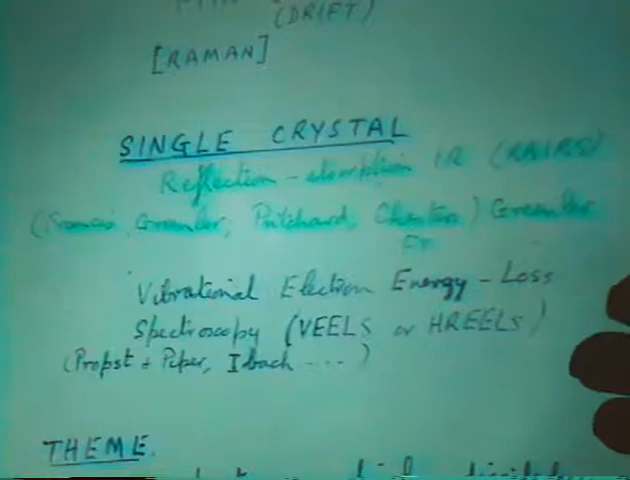 (DRIFT)
[RAMAN]
SINGLE CRYSTAL
Reflection - absorption IR (RAIRS)
(Francis, Greenler, Pritchard, Chesters) Greenler
Vibrational Electron Energy - Loss
Spectroscopy (VEELS or HREELS)
(Propst + Piper, Ibach ....)
THEME.